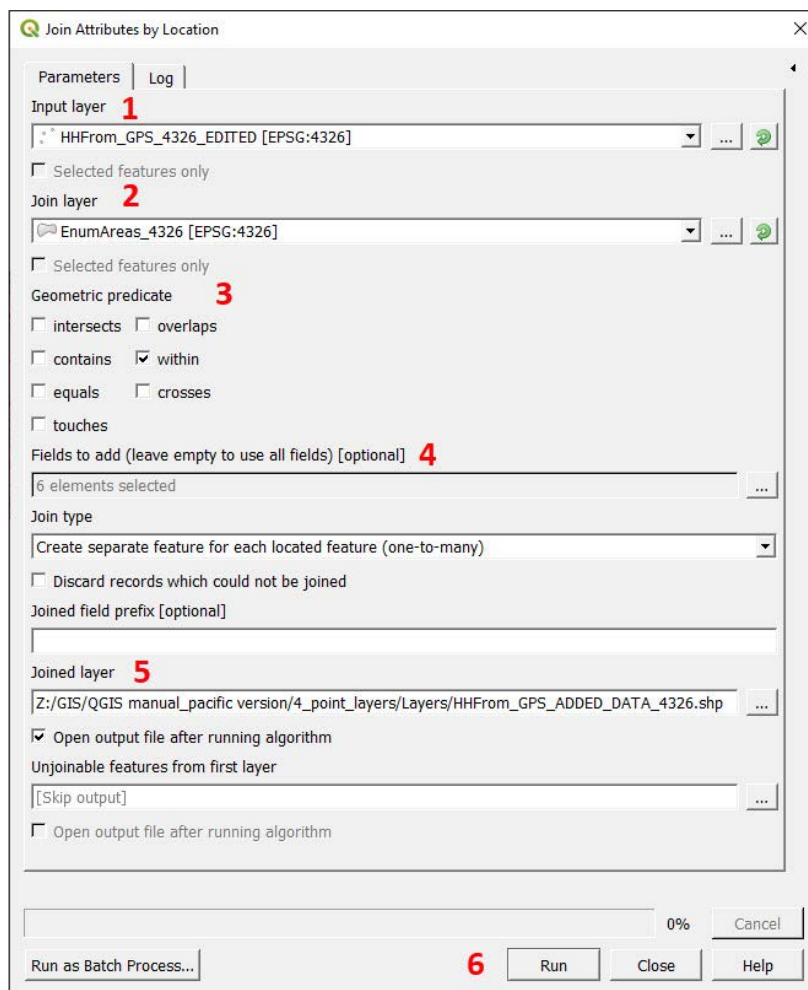 Join Attributes by Location
Parameters Log
Input layer 1
HHFrom_GPS_4326_EDITED [EPSG:4326] ...
Selected features only
Join layer 2
EnumAreas_4326 [EPSG:4326] ...
Selected features only
Geometric predicate 3
intersects overlaps
contains within
equals crosses
touches
Fields to add (leave empty to use all fields) [optional] 4
6 elements selected ...
Join type
Create separate feature for each located feature (one-to-many)
Discard records which could not be joined
Joined field prefix [optional]
Joined layer 5
Z:/GIS/QGIS manual_pacific version/4_point_layers/Layers/HHFrom_GPS_ADDED_DATA_4326.shp ...
Open output file after running algorithm
Unjoinable features from first layer
[Skip output] ...
Open output file after running algorithm
0% Cancel
Run as Batch Process... 6 Run Close Help